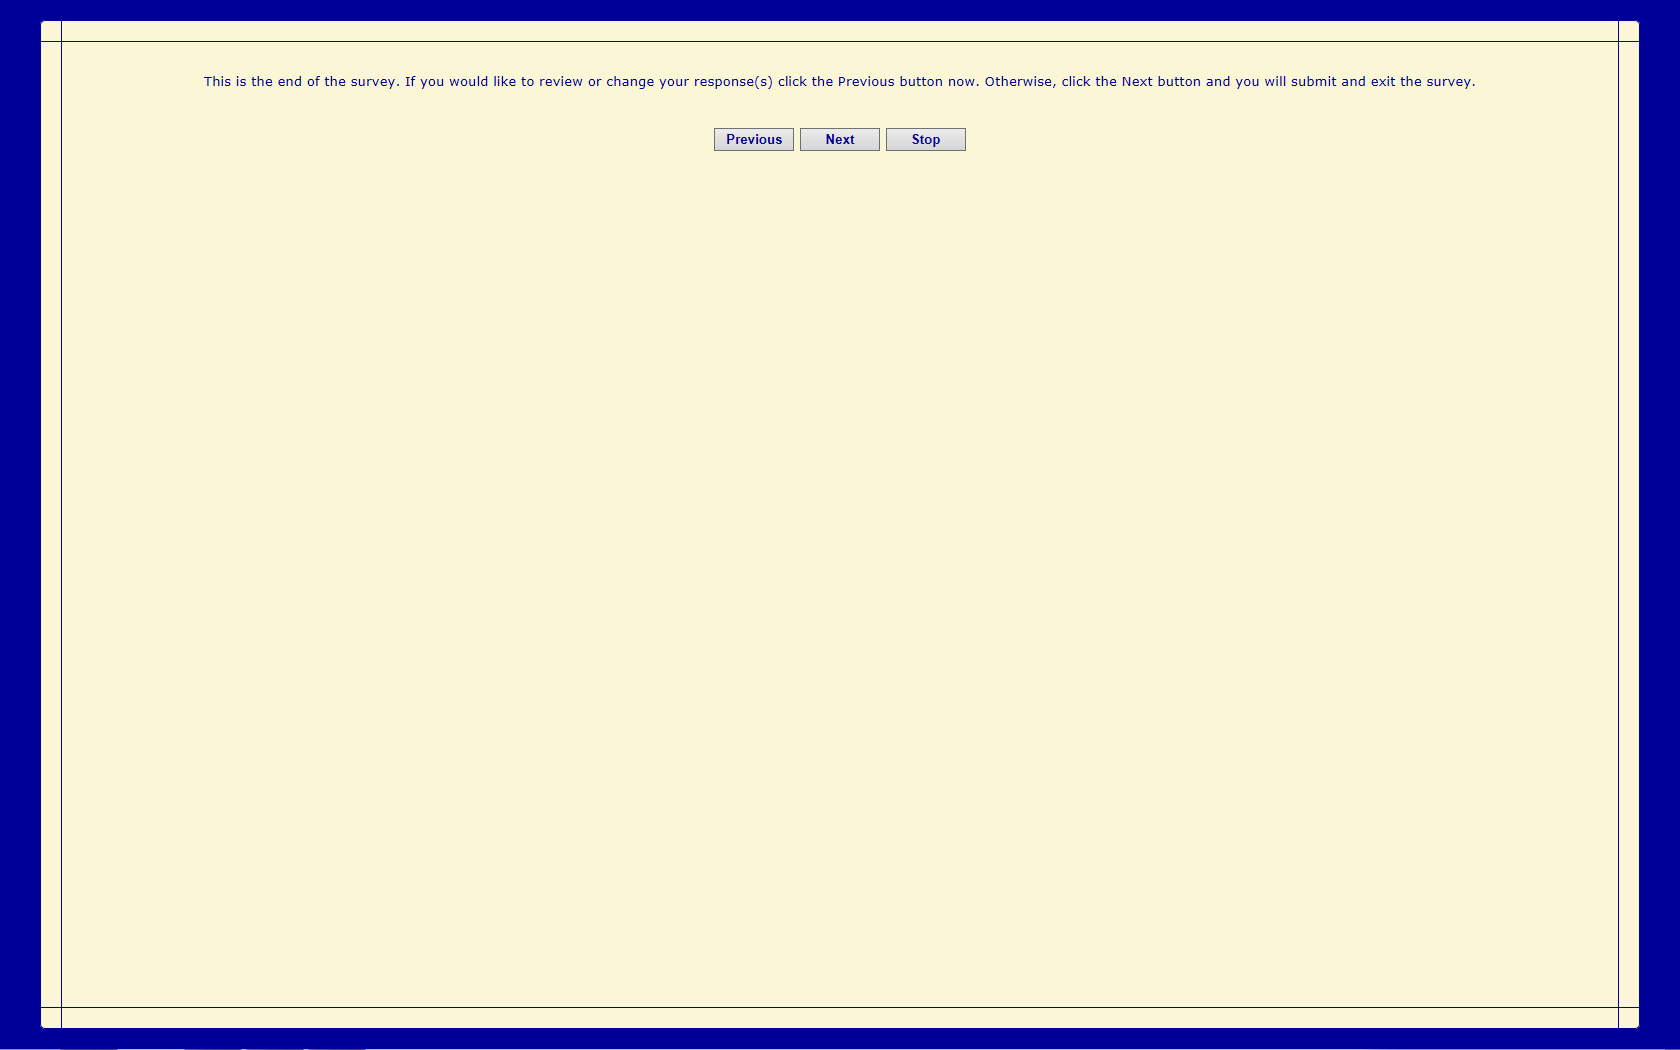 This is the end of the survey. If you would like to review or change your response(s) click the Previous button now. Otherwise, click the Next button and you will submit and exit the survey.
Previous Next Stop